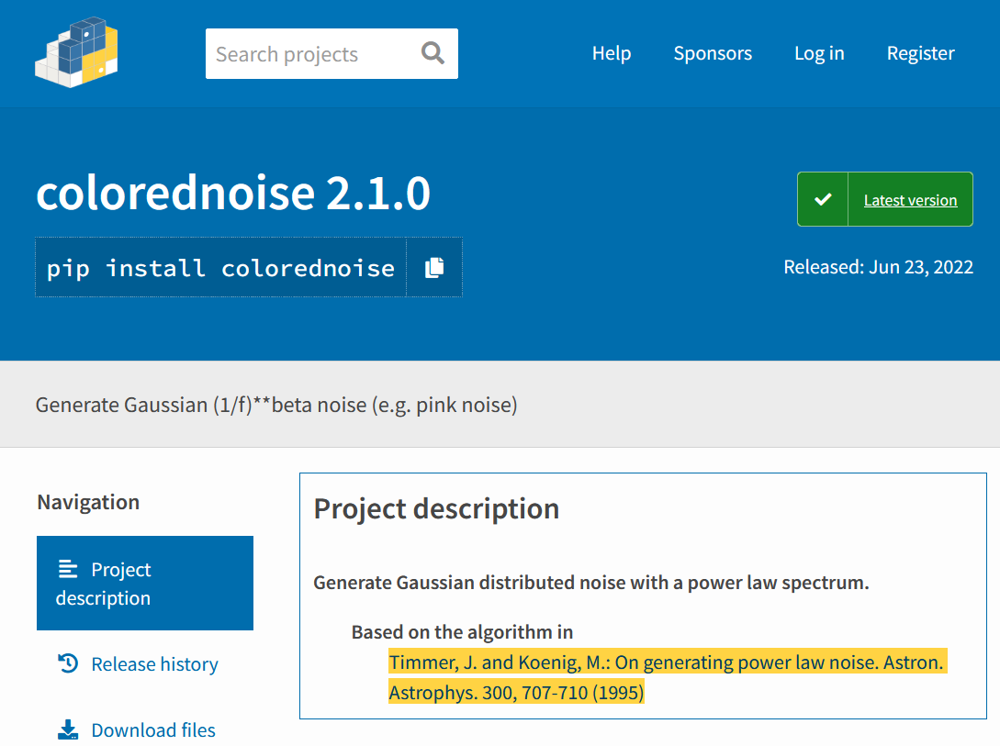 Search projects
Help
Sponsors
Log in
Register
colorednoise 2.1.0
Latest version
pip install colorednoise
Released: Jun 23, 2022
Generate Gaussian (1/f)**beta noise (e.g. pink noise)
Navigation
Project
description
Release history
Download files
Project description
Generate Gaussian distributed noise with a power law spectrum.
Based on the algorithm in
Timmer, J. and Koenig, M.: On generating power law noise. Astron.
Astrophys. 300, 707-710 (1995)